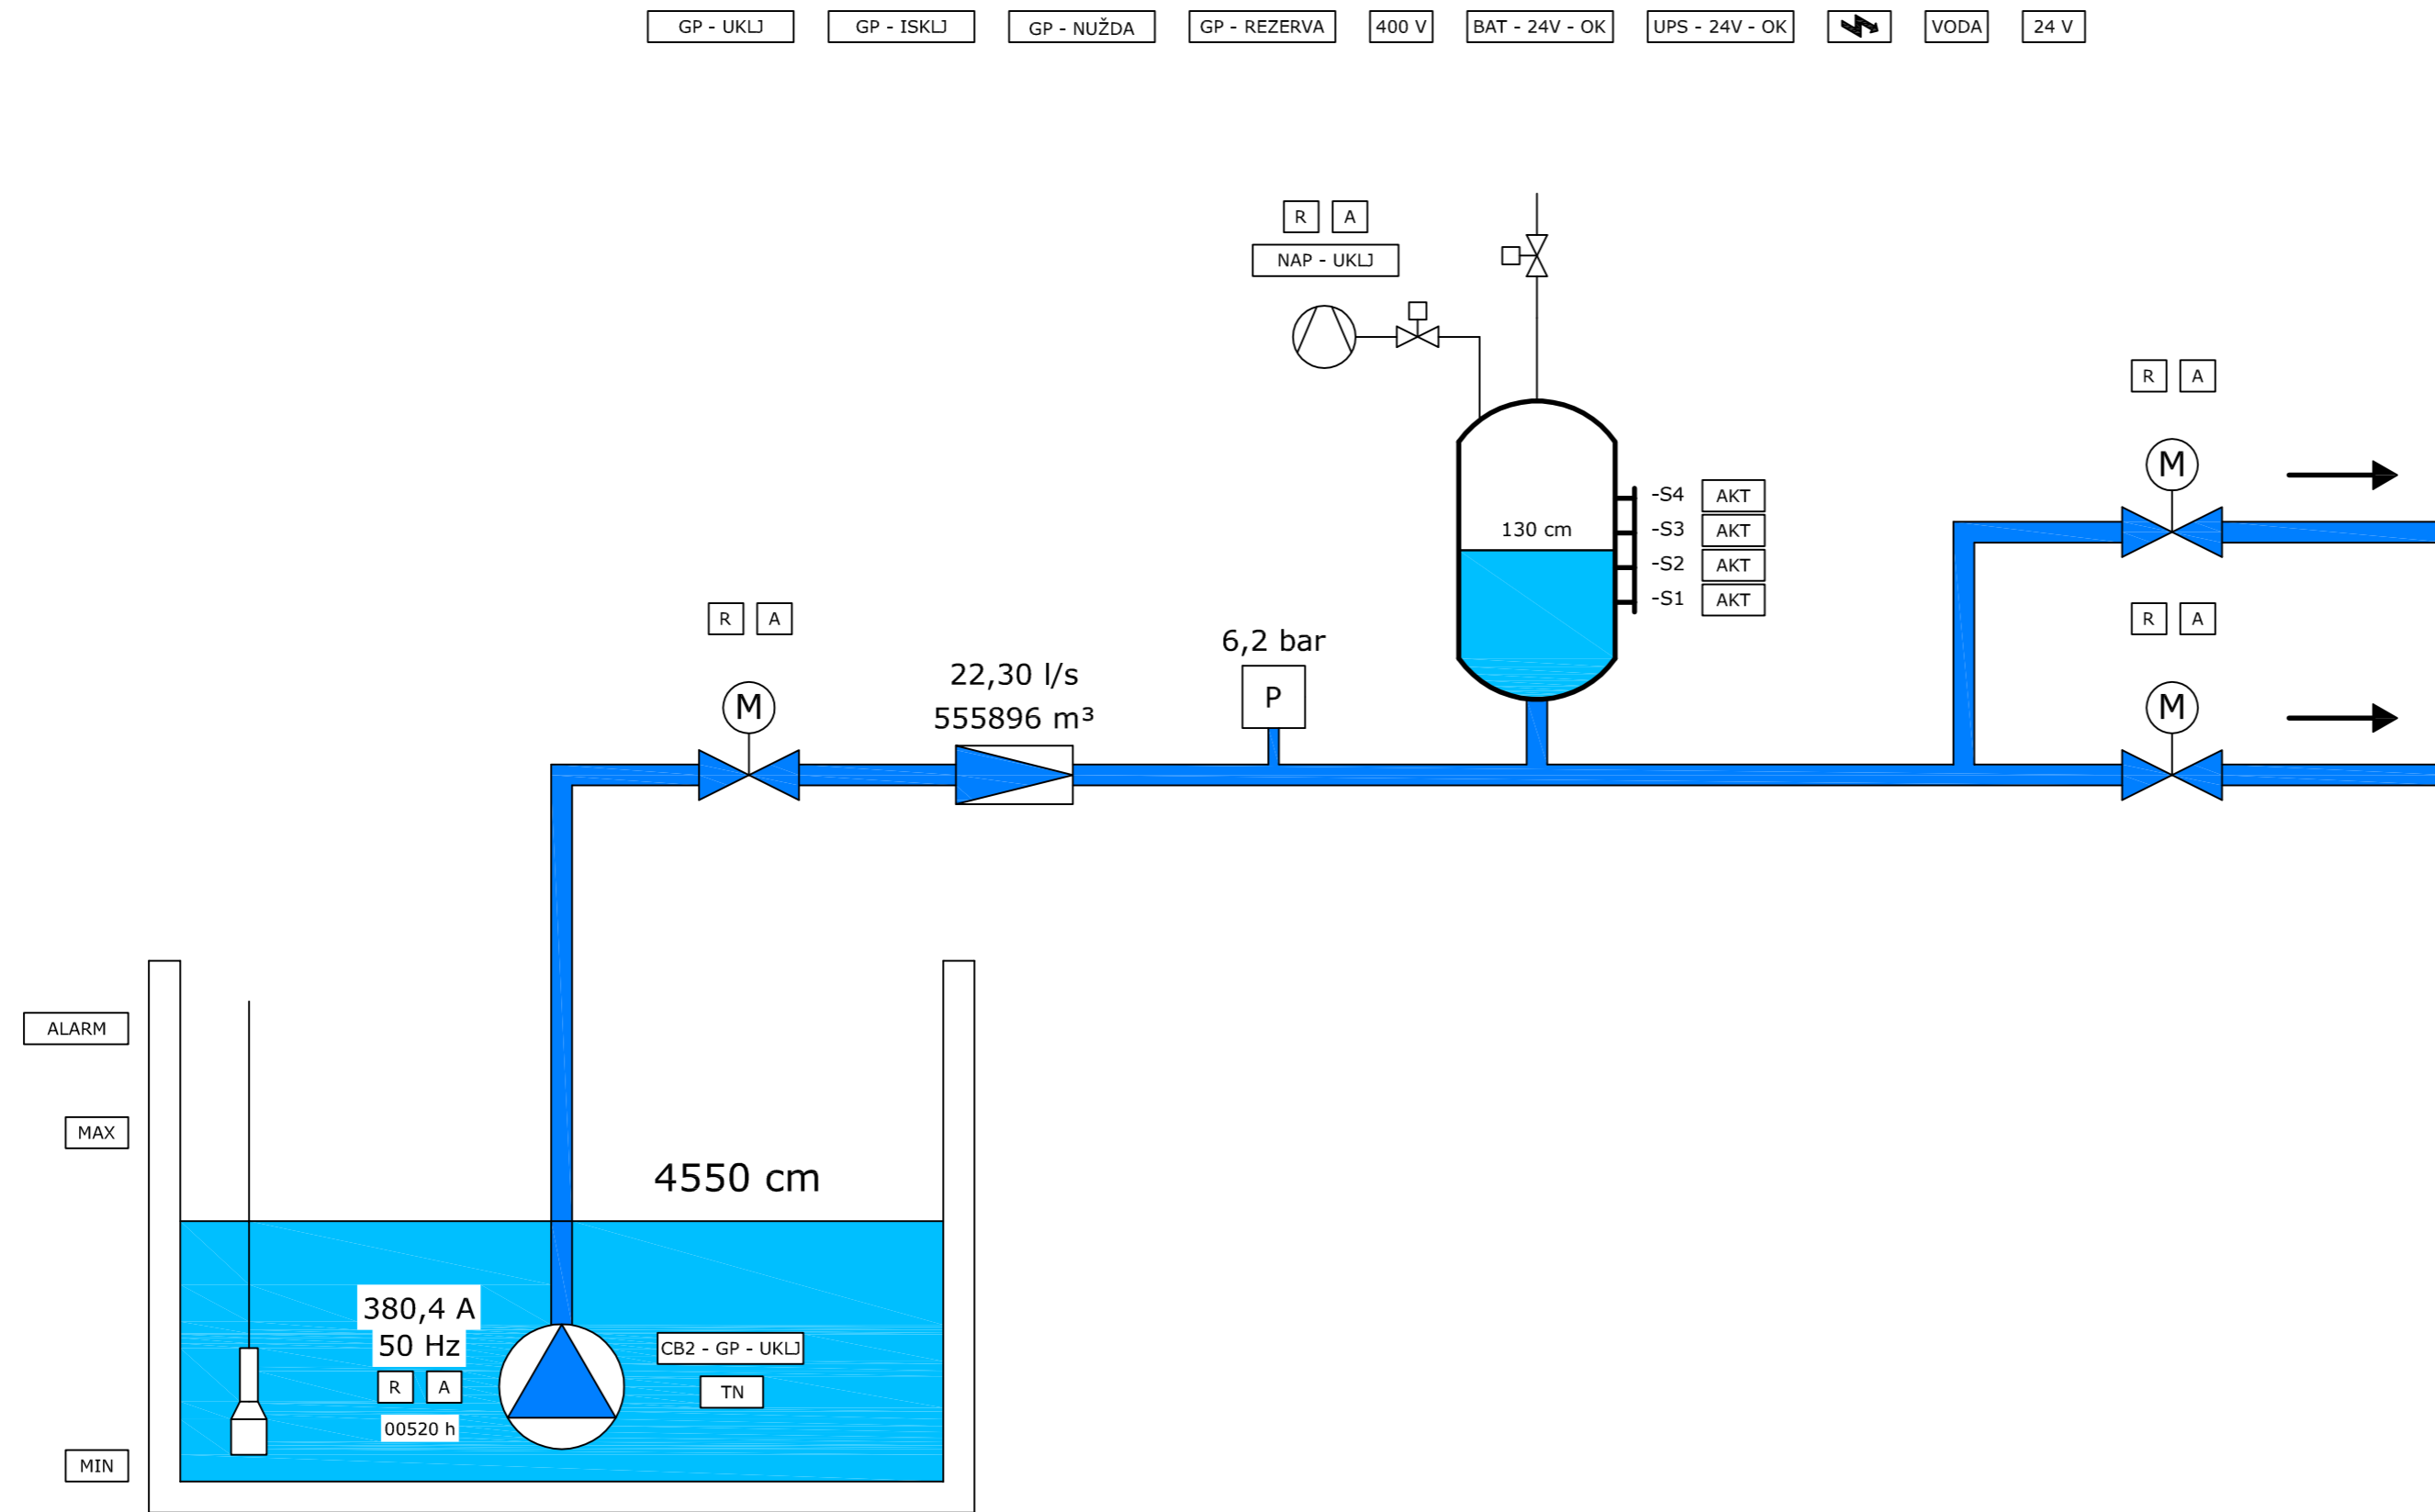 GP - UKLJ
GP - ISKLJ
GP - NUŽDA
GP - REZERVA
400 V
BAT - 24V - OK
UPS - 24V - OK
VODA
24 V
R A
NAP - UKLJ
R A
M
-S4 AKT
-S3 AKT
-S2 AKT
-S1 AKT
130 cm
R A
M
R A
M
22,30 l/s
555896 m³
6,2 bar
P
ALARM
MAX
MIN
4550 cm
380,4 A
50 Hz
R A
00520 h
CB2 - GP - UKLJ
TN